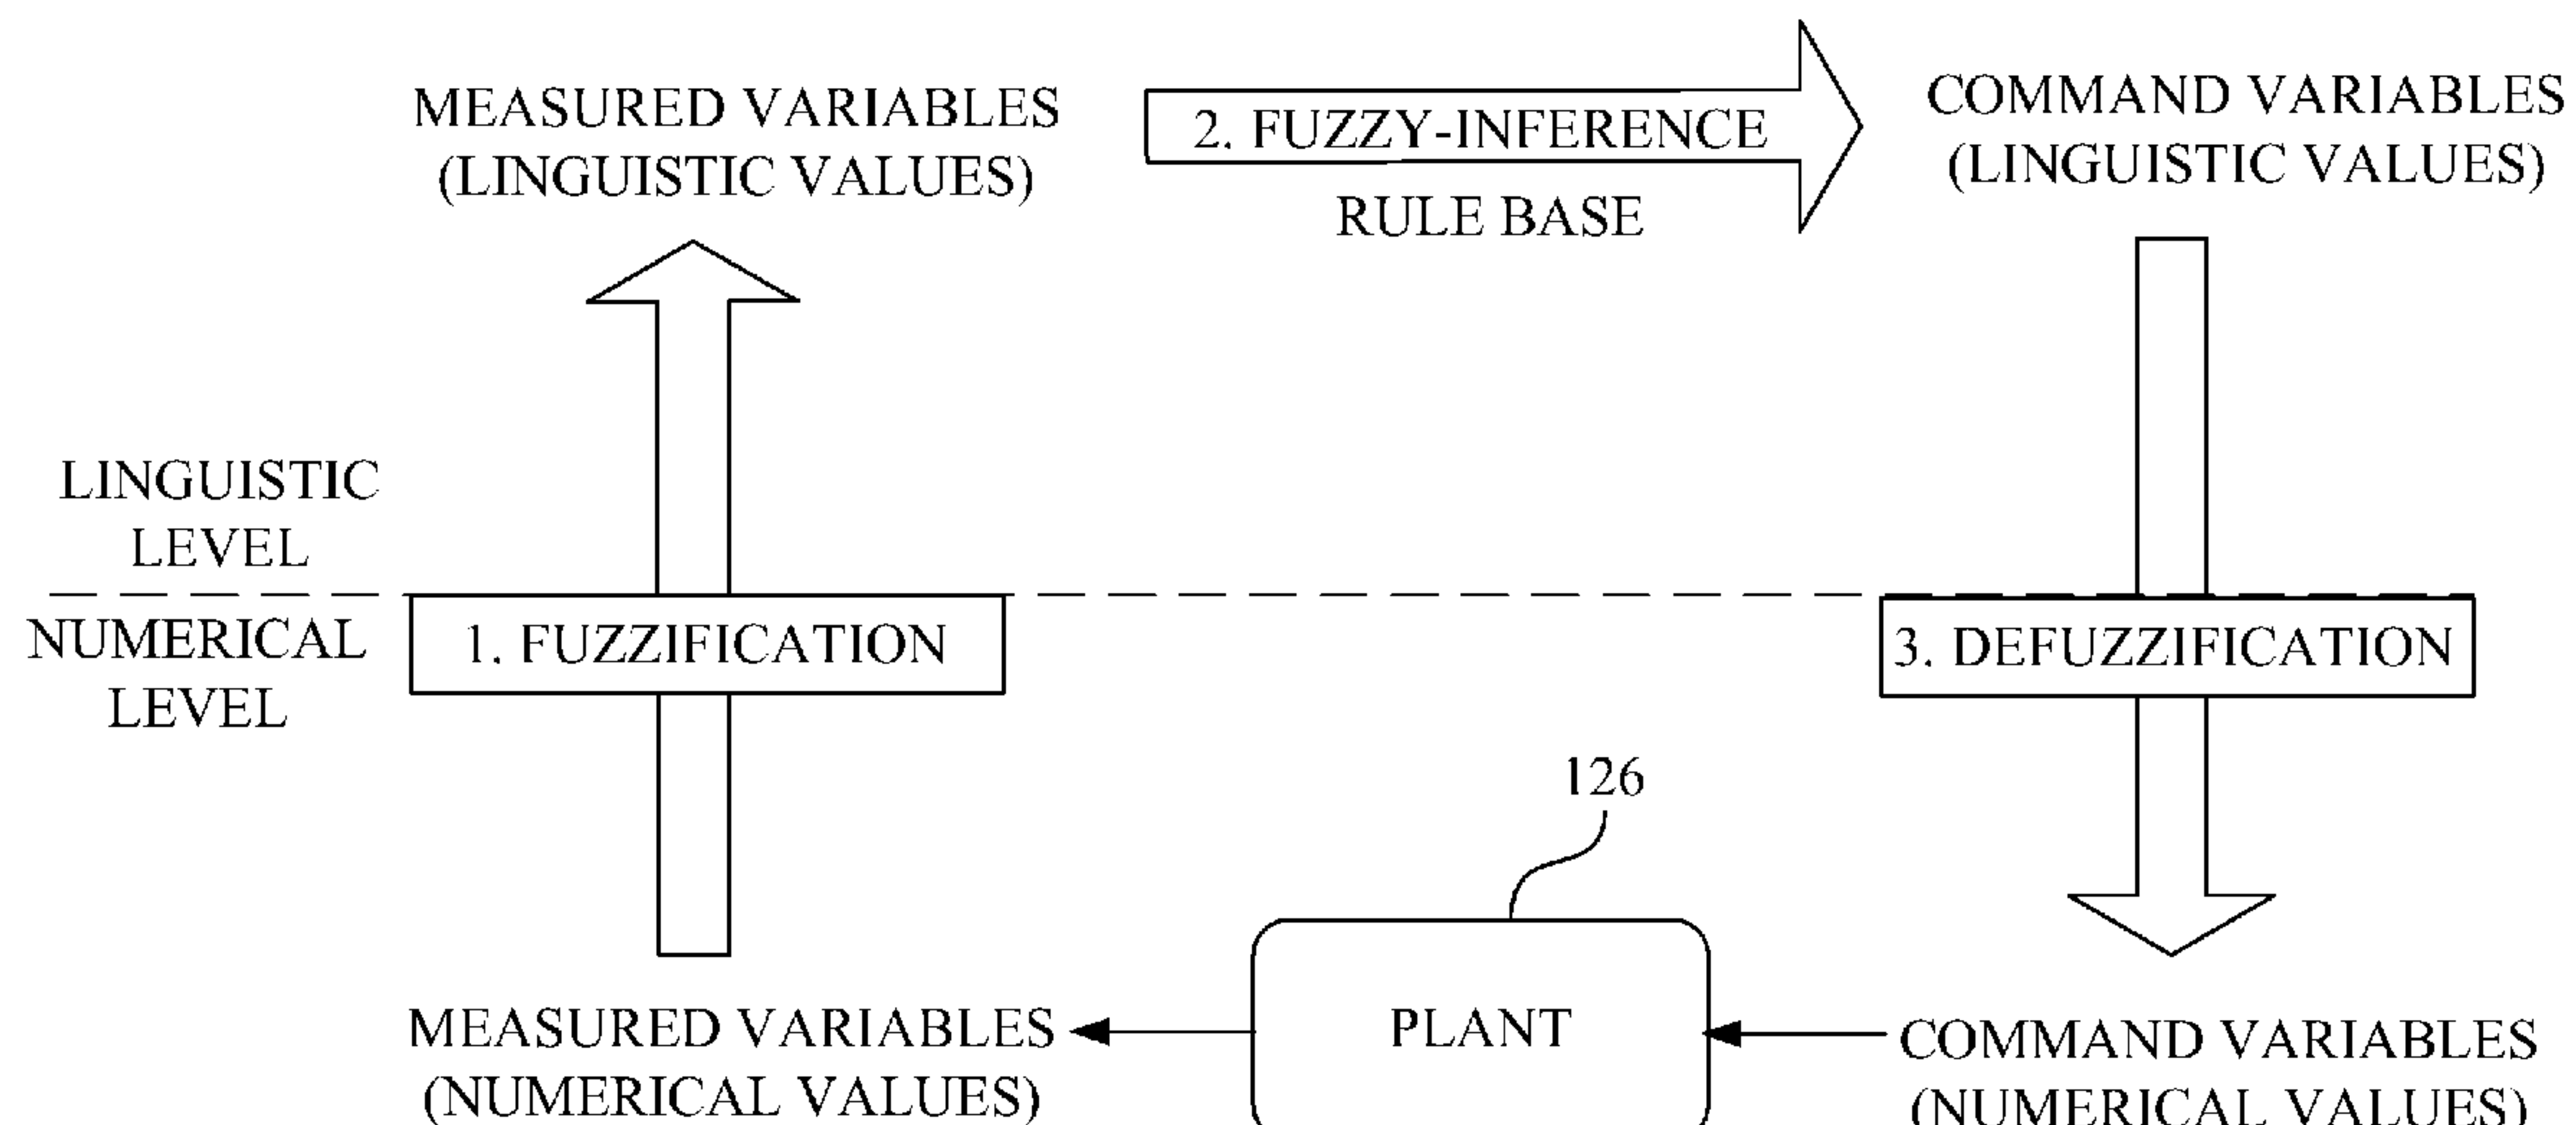 MEASURED VARIABLES
(LINGUISTIC VALUES)
2. FUZZY-INFERENCE
RULE BASE
COMMAND VARIABLES
(LINGUISTIC VALUES)
LINGUISTIC
LEVEL
NUMERICAL
LEVEL
1. FUZZIFICATION
3. DEFUZZIFICATION
126
MEASURED VARIABLES
(NUMERICAL VALUES)
PLANT
COMMAND VARIABLES
(NUMERICAL VALUES)